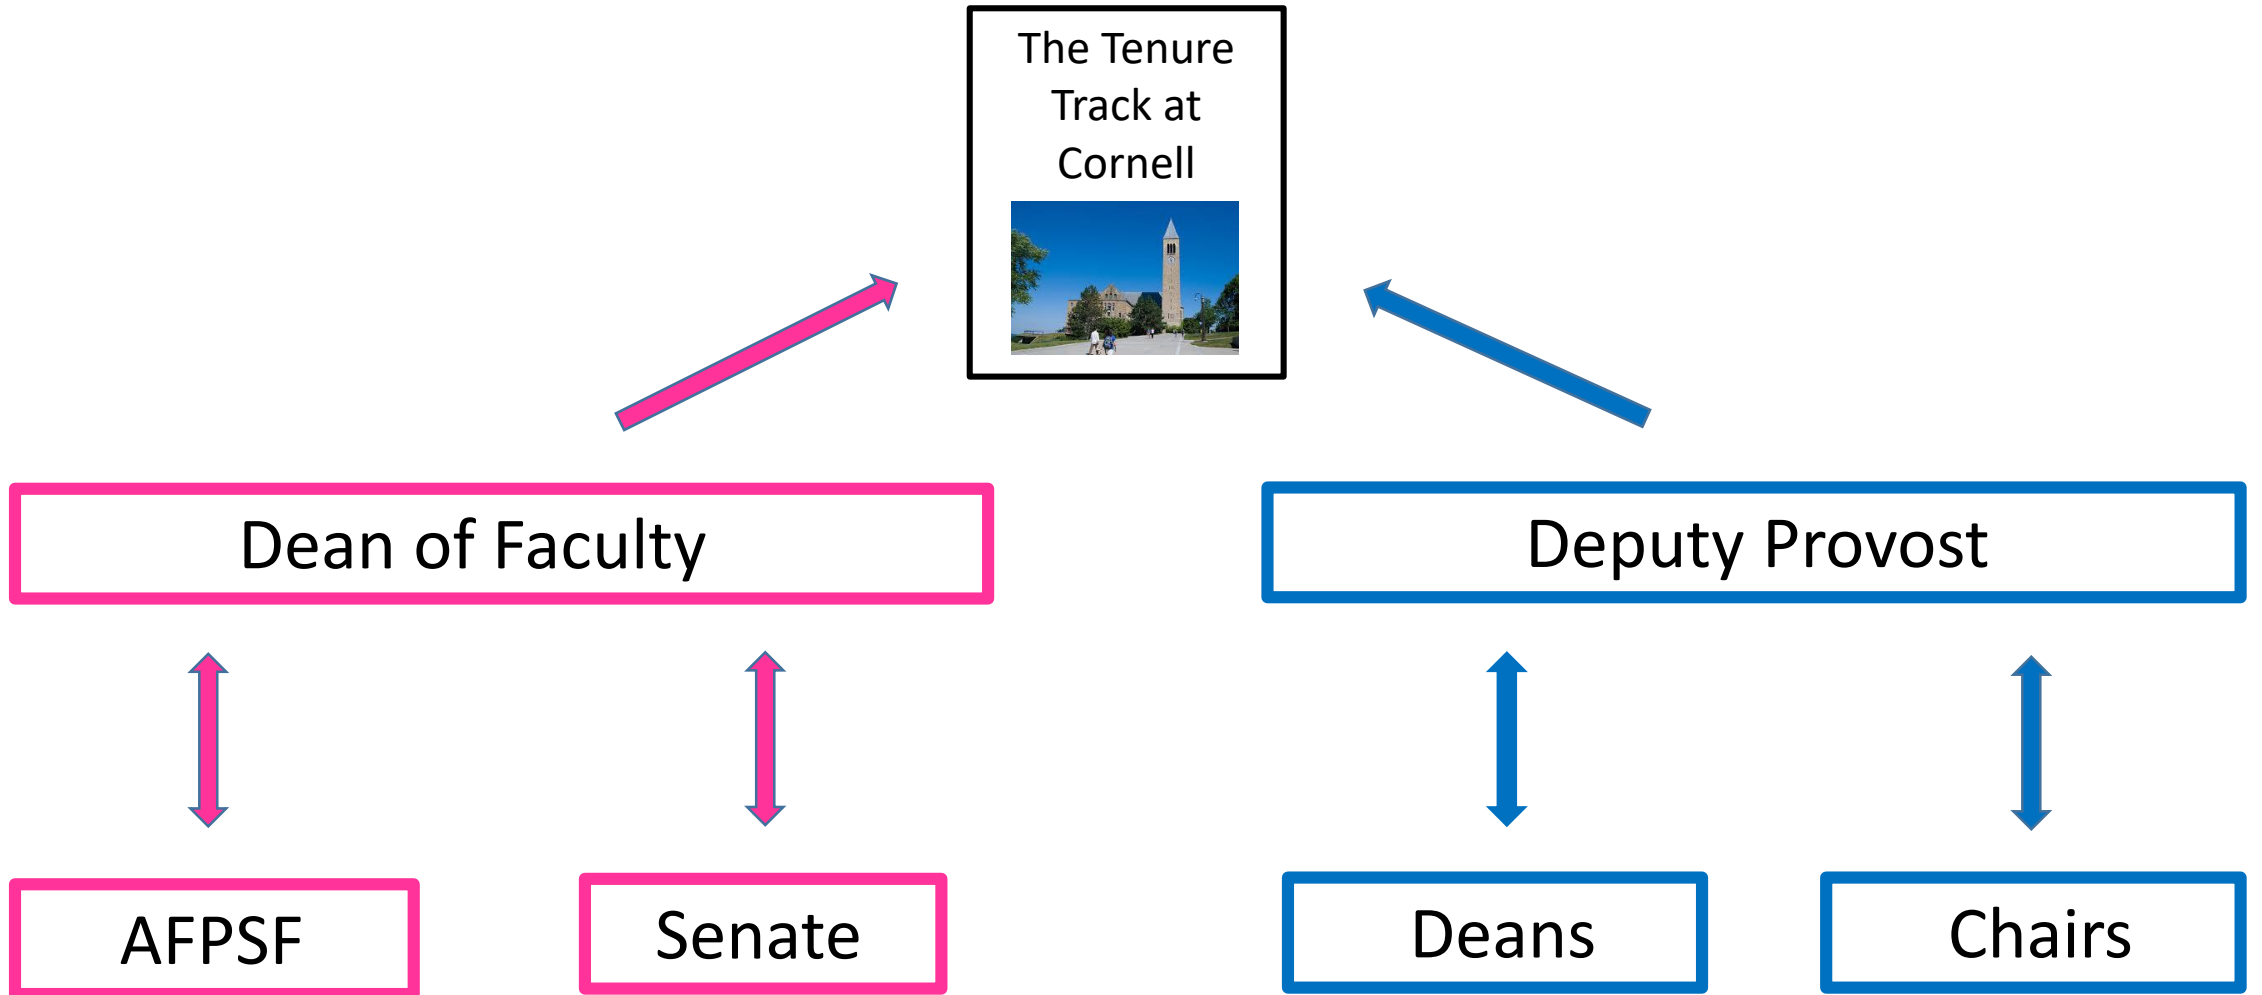 The Tenure
Track at
Cornell
Dean of Faculty
Deputy Provost
AFPSF
Senate
Deans
Chairs